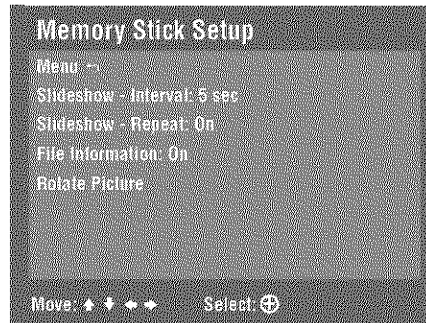 Memory Stick Setup
Menu
Slideshow - Interval: 5 sec
Slideshow - Repeat: On
File Information: On
Rotate Picture
Move: Select: